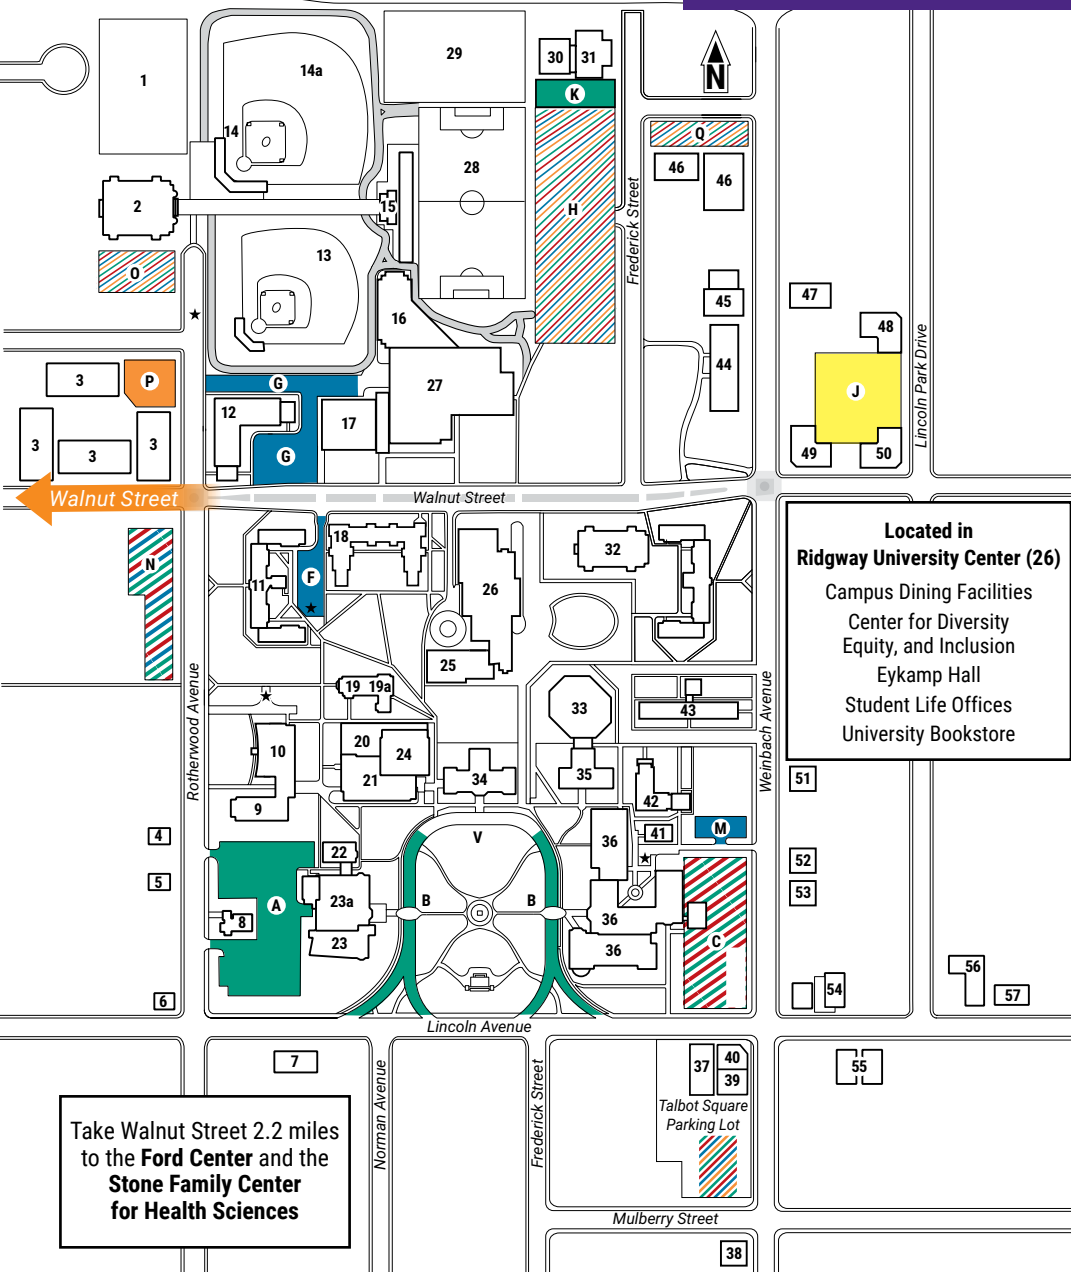 29
30
31
1
14a
K
N
14
Q
28
46
46
2
15
H
Frederick Street
13
O
47
45
16
48
Lincoln Park Drive
44
3
P
G
27
J
12
17
3
3
3
G
49
50
Walnut Street
Walnut Street
Located in
Ridgway University Center (26)
Campus Dining Facilities
Center for Diversity
Equity, and Inclusion
Eykamp Hall
Student Life Offices
University Bookstore
18
32
N
F
11
26
25
Rotherwood Avenue
19
19a
33
43
Weinbach Avenue
20
10
24
21
34
35
51
9
42
4
V
M
41
36
22
52
5
53
23a
B
B
A
8
36
C
23
36
56
54
57
6
Lincoln Avenue
7
37
40
39
55
Norman Avenue
Frederick Street
Talbot Square
Parking Lot
Take Walnut Street 2.2 miles
to the Ford Center and the
Stone Family Center
for Health Sciences
Mulberry Street
38